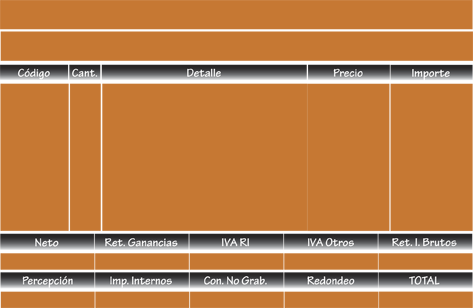 Código Cant. Detalle Precio Importe
Neto Ret. Ganancias IVA RI IVA Otros Ret. I. Brutos
Percepción Imp. Internos Con. No Grab. Redondeo TOTAL